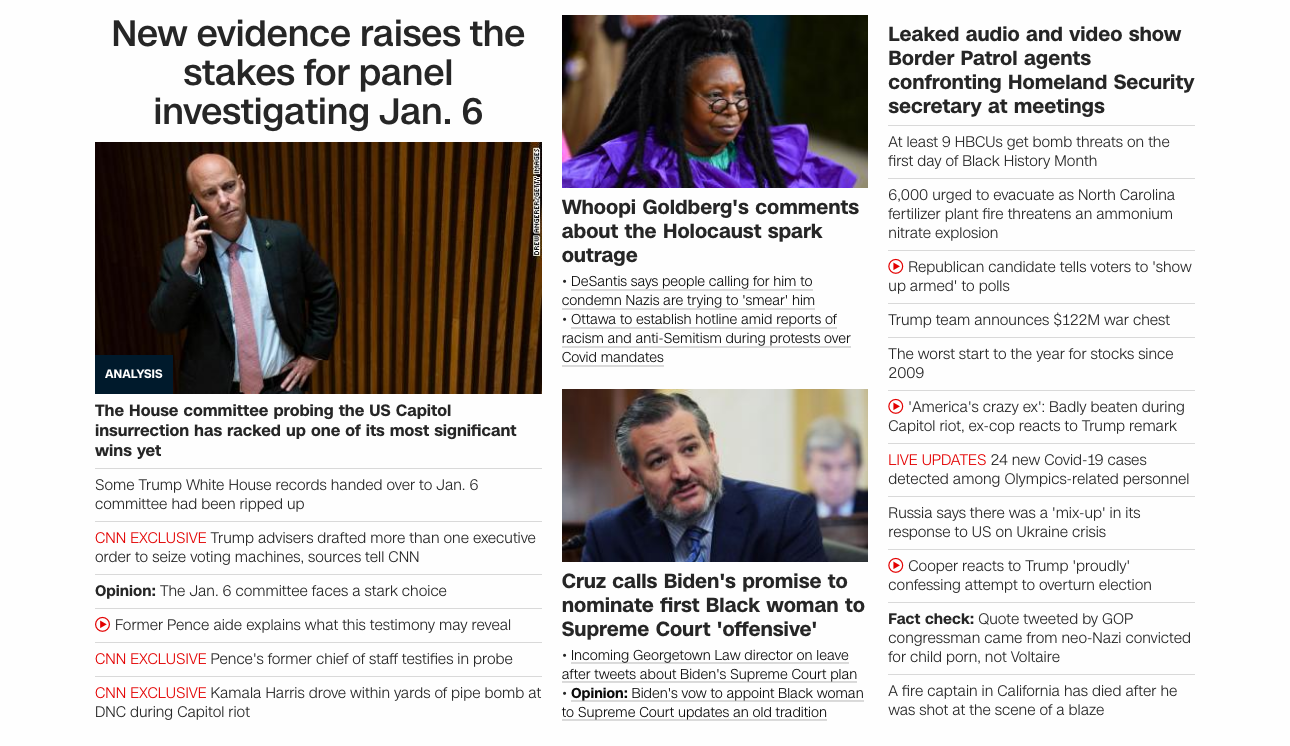 New evidence raises the
stakes for panel
investigating Jan. 6
DREW ANGERER/GETTY IMAGES
ANALYSIS
The House committee probing the US Capitol
insurrection has racked up one of its most significant
wins yet
Some Trump White House records handed over to Jan. 6
committee had been ripped up
CNN EXCLUSIVE Trump advisers drafted more than one executive
order to seize voting machines, sources tell CNN
Opinion: The Jan. 6 committee faces a stark choice
Former Pence aide explains what this testimony may reveal
CNN EXCLUSIVE Pence's former chief of staff testifies in probe
CNN EXCLUSIVE Kamala Harris drove within yards of pipe bomb at
DNC during Capitol riot
Whoopi Goldberg's comments
about the Holocaust spark
outrage
• DeSantis says people calling for him to
condemn Nazis are trying to 'smear' him
• Ottawa to establish hotline amid reports of
racism and anti-Semitism during protests over
Covid mandates
Cruz calls Biden's promise to
nominate first Black woman to
Supreme Court 'offensive'
• Incoming Georgetown Law director on leave
after tweets about Biden's Supreme Court plan
• Opinion: Biden's vow to appoint Black woman
to Supreme Court updates an old tradition
Leaked audio and video show
Border Patrol agents
confronting Homeland Security
secretary at meetings
At least 9 HBCUs get bomb threats on the
first day of Black History Month
6,000 urged to evacuate as North Carolina
fertilizer plant fire threatens an ammonium
nitrate explosion
Republican candidate tells voters to 'show
up armed' to polls
Trump team announces $122M war chest
The worst start to the year for stocks since
2009
'America's crazy ex': Badly beaten during
Capitol riot, ex-cop reacts to Trump remark
LIVE UPDATES 24 new Covid-19 cases
detected among Olympics-related personnel
Russia says there was a 'mix-up' in its
response to US on Ukraine crisis
Cooper reacts to Trump 'proudly'
confessing attempt to overturn election
Fact check: Quote tweeted by GOP
congressman came from neo-Nazi convicted
for child porn, not Voltaire
A fire captain in California has died after he
was shot at the scene of a blaze